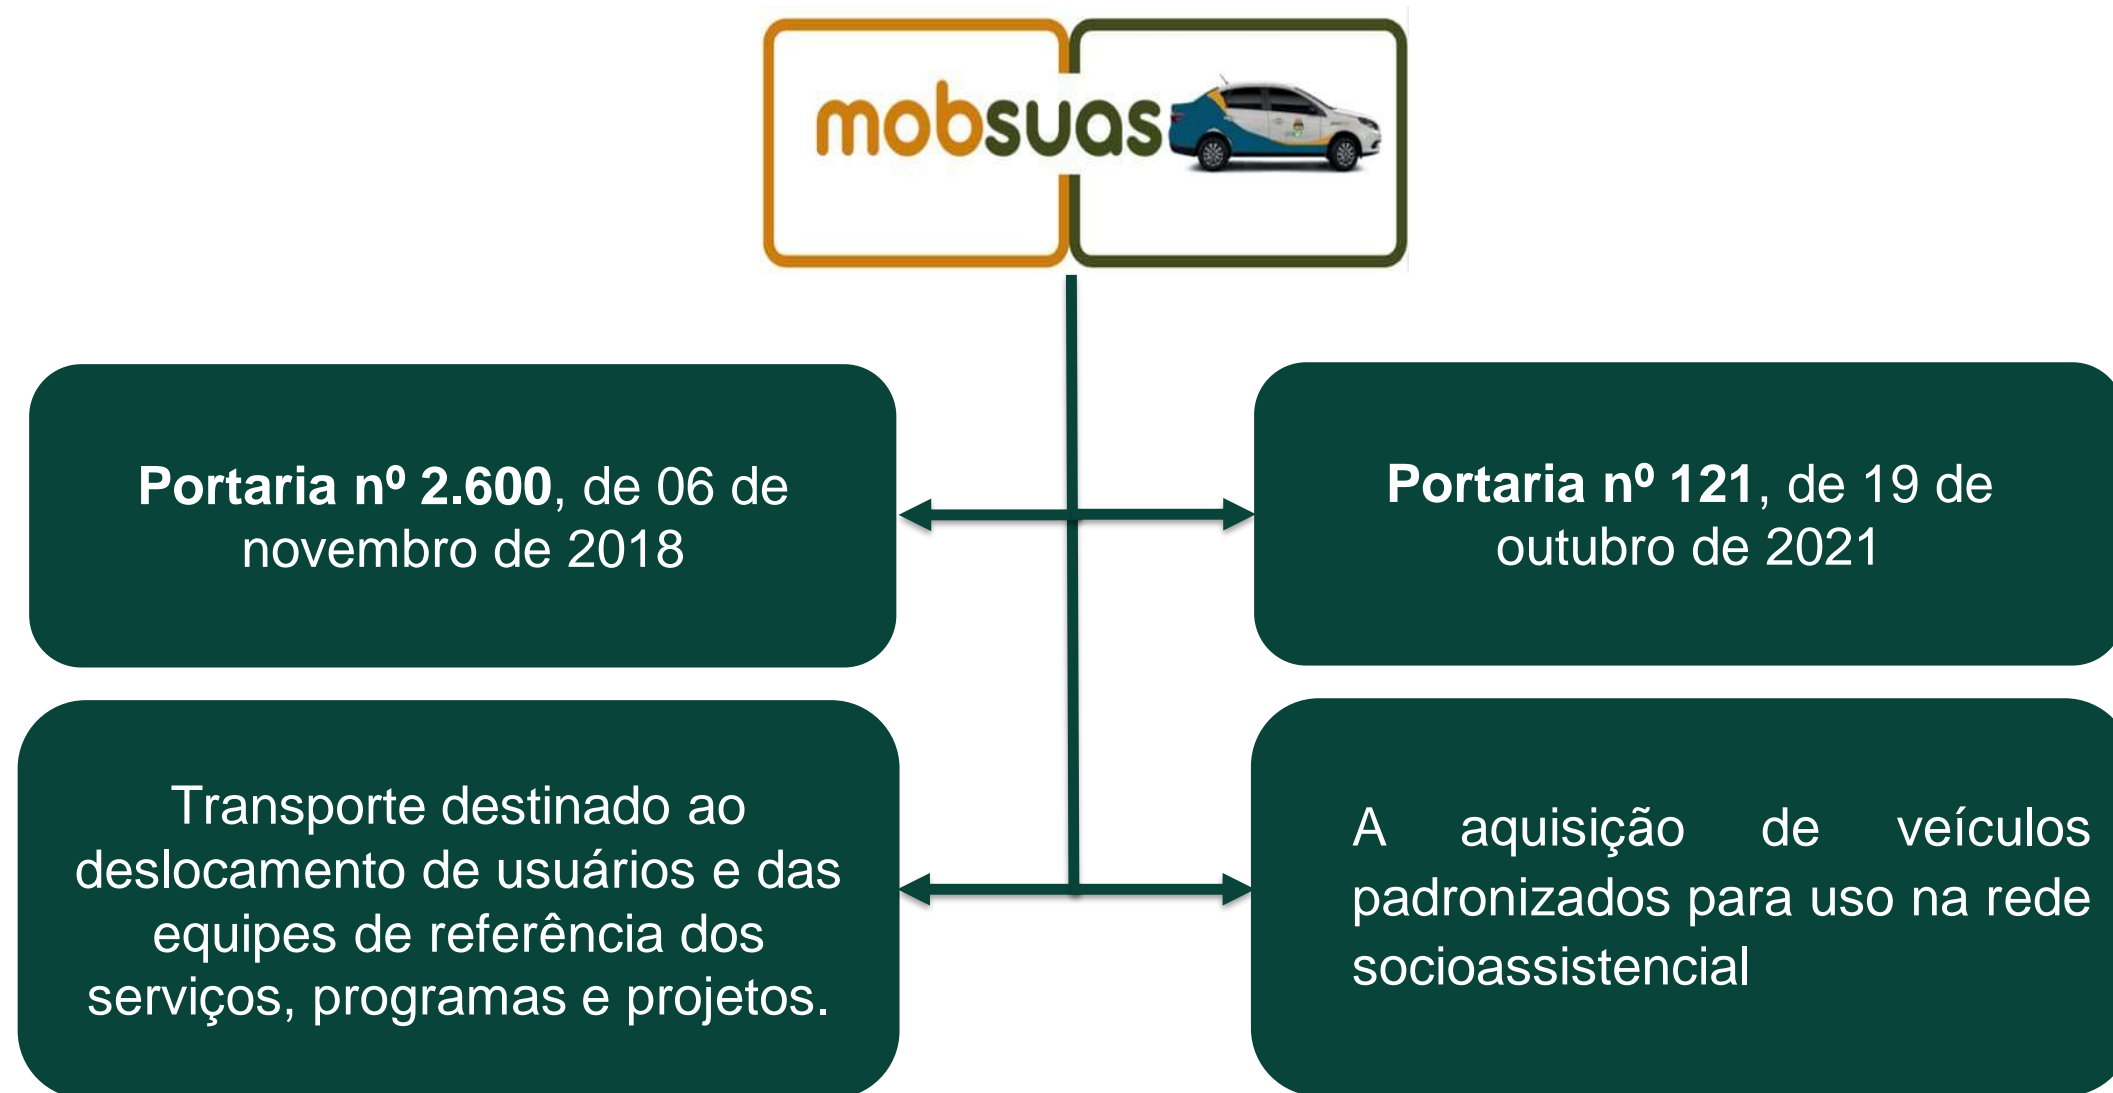 mobsuas
Portaria nº 2.600, de 06 de
novembro de 2018
Portaria nº 121, de 19 de
outubro de 2021
Transporte destinado ao
deslocamento de usuários e das
equipes de referência dos
serviços, programas e projetos.
A aquisição de veículos
padronizados para uso na rede
socioassistencial